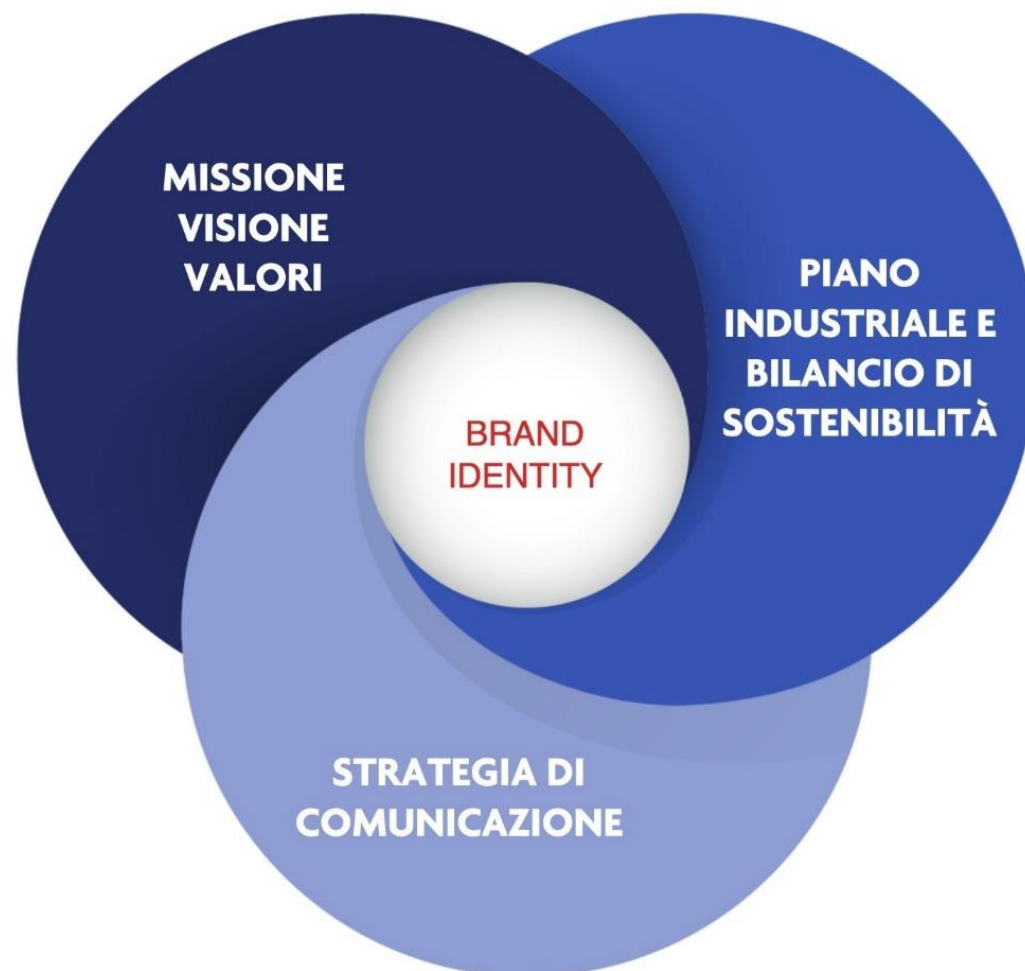 MISSIONE
VISIONE
VALORI
PIANO
INDUSTRIALE E
BILANCIO DI
SOSTENIBILITÀ
BRAND
IDENTITY
STRATEGIA DI
COMUNICAZIONE